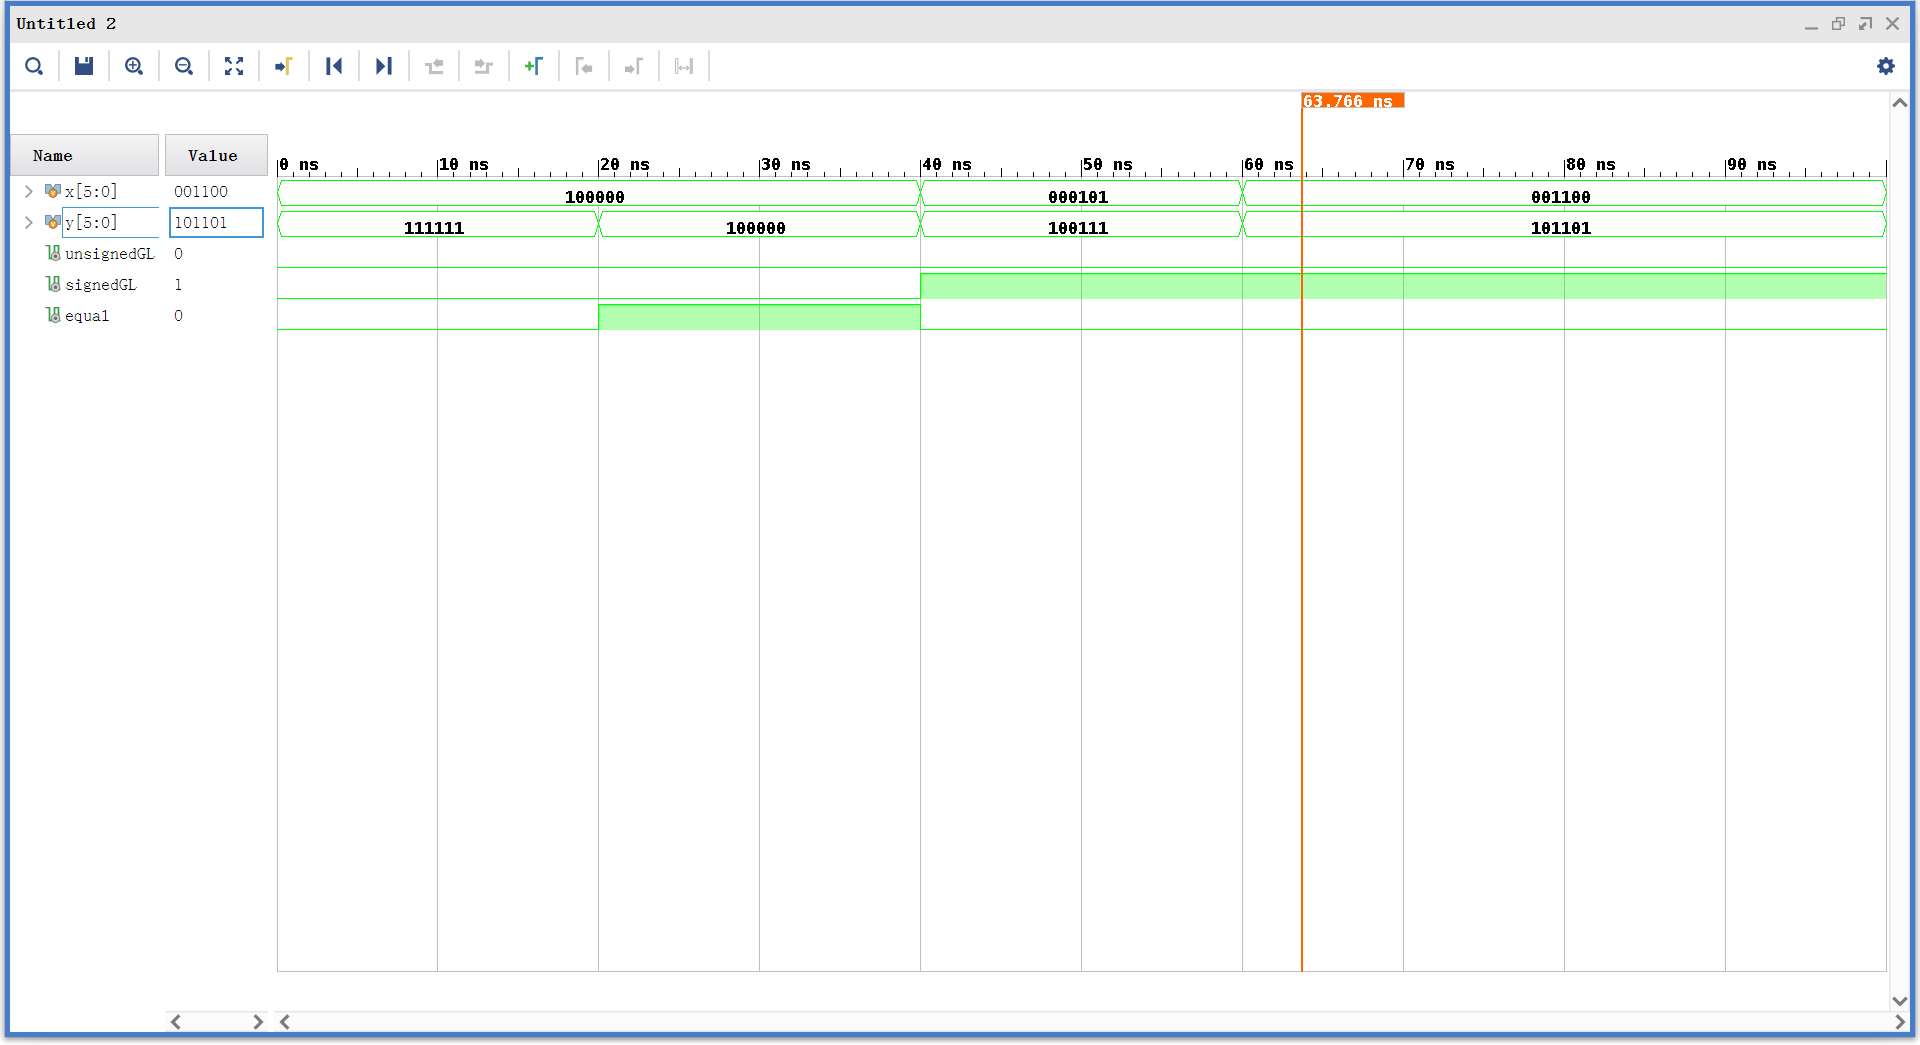 Untitled 2
63.766 ns
Name Value
0 ns 10 ns 20 ns 30 ns 40 ns 50 ns 60 ns 70 ns 80 ns 90 ns
x[5:0] 001100 100000 000101 001100
y[5:0] 101101 111111 100000 100111 101101
unsignedGL 0
signedGL 1
equal 0